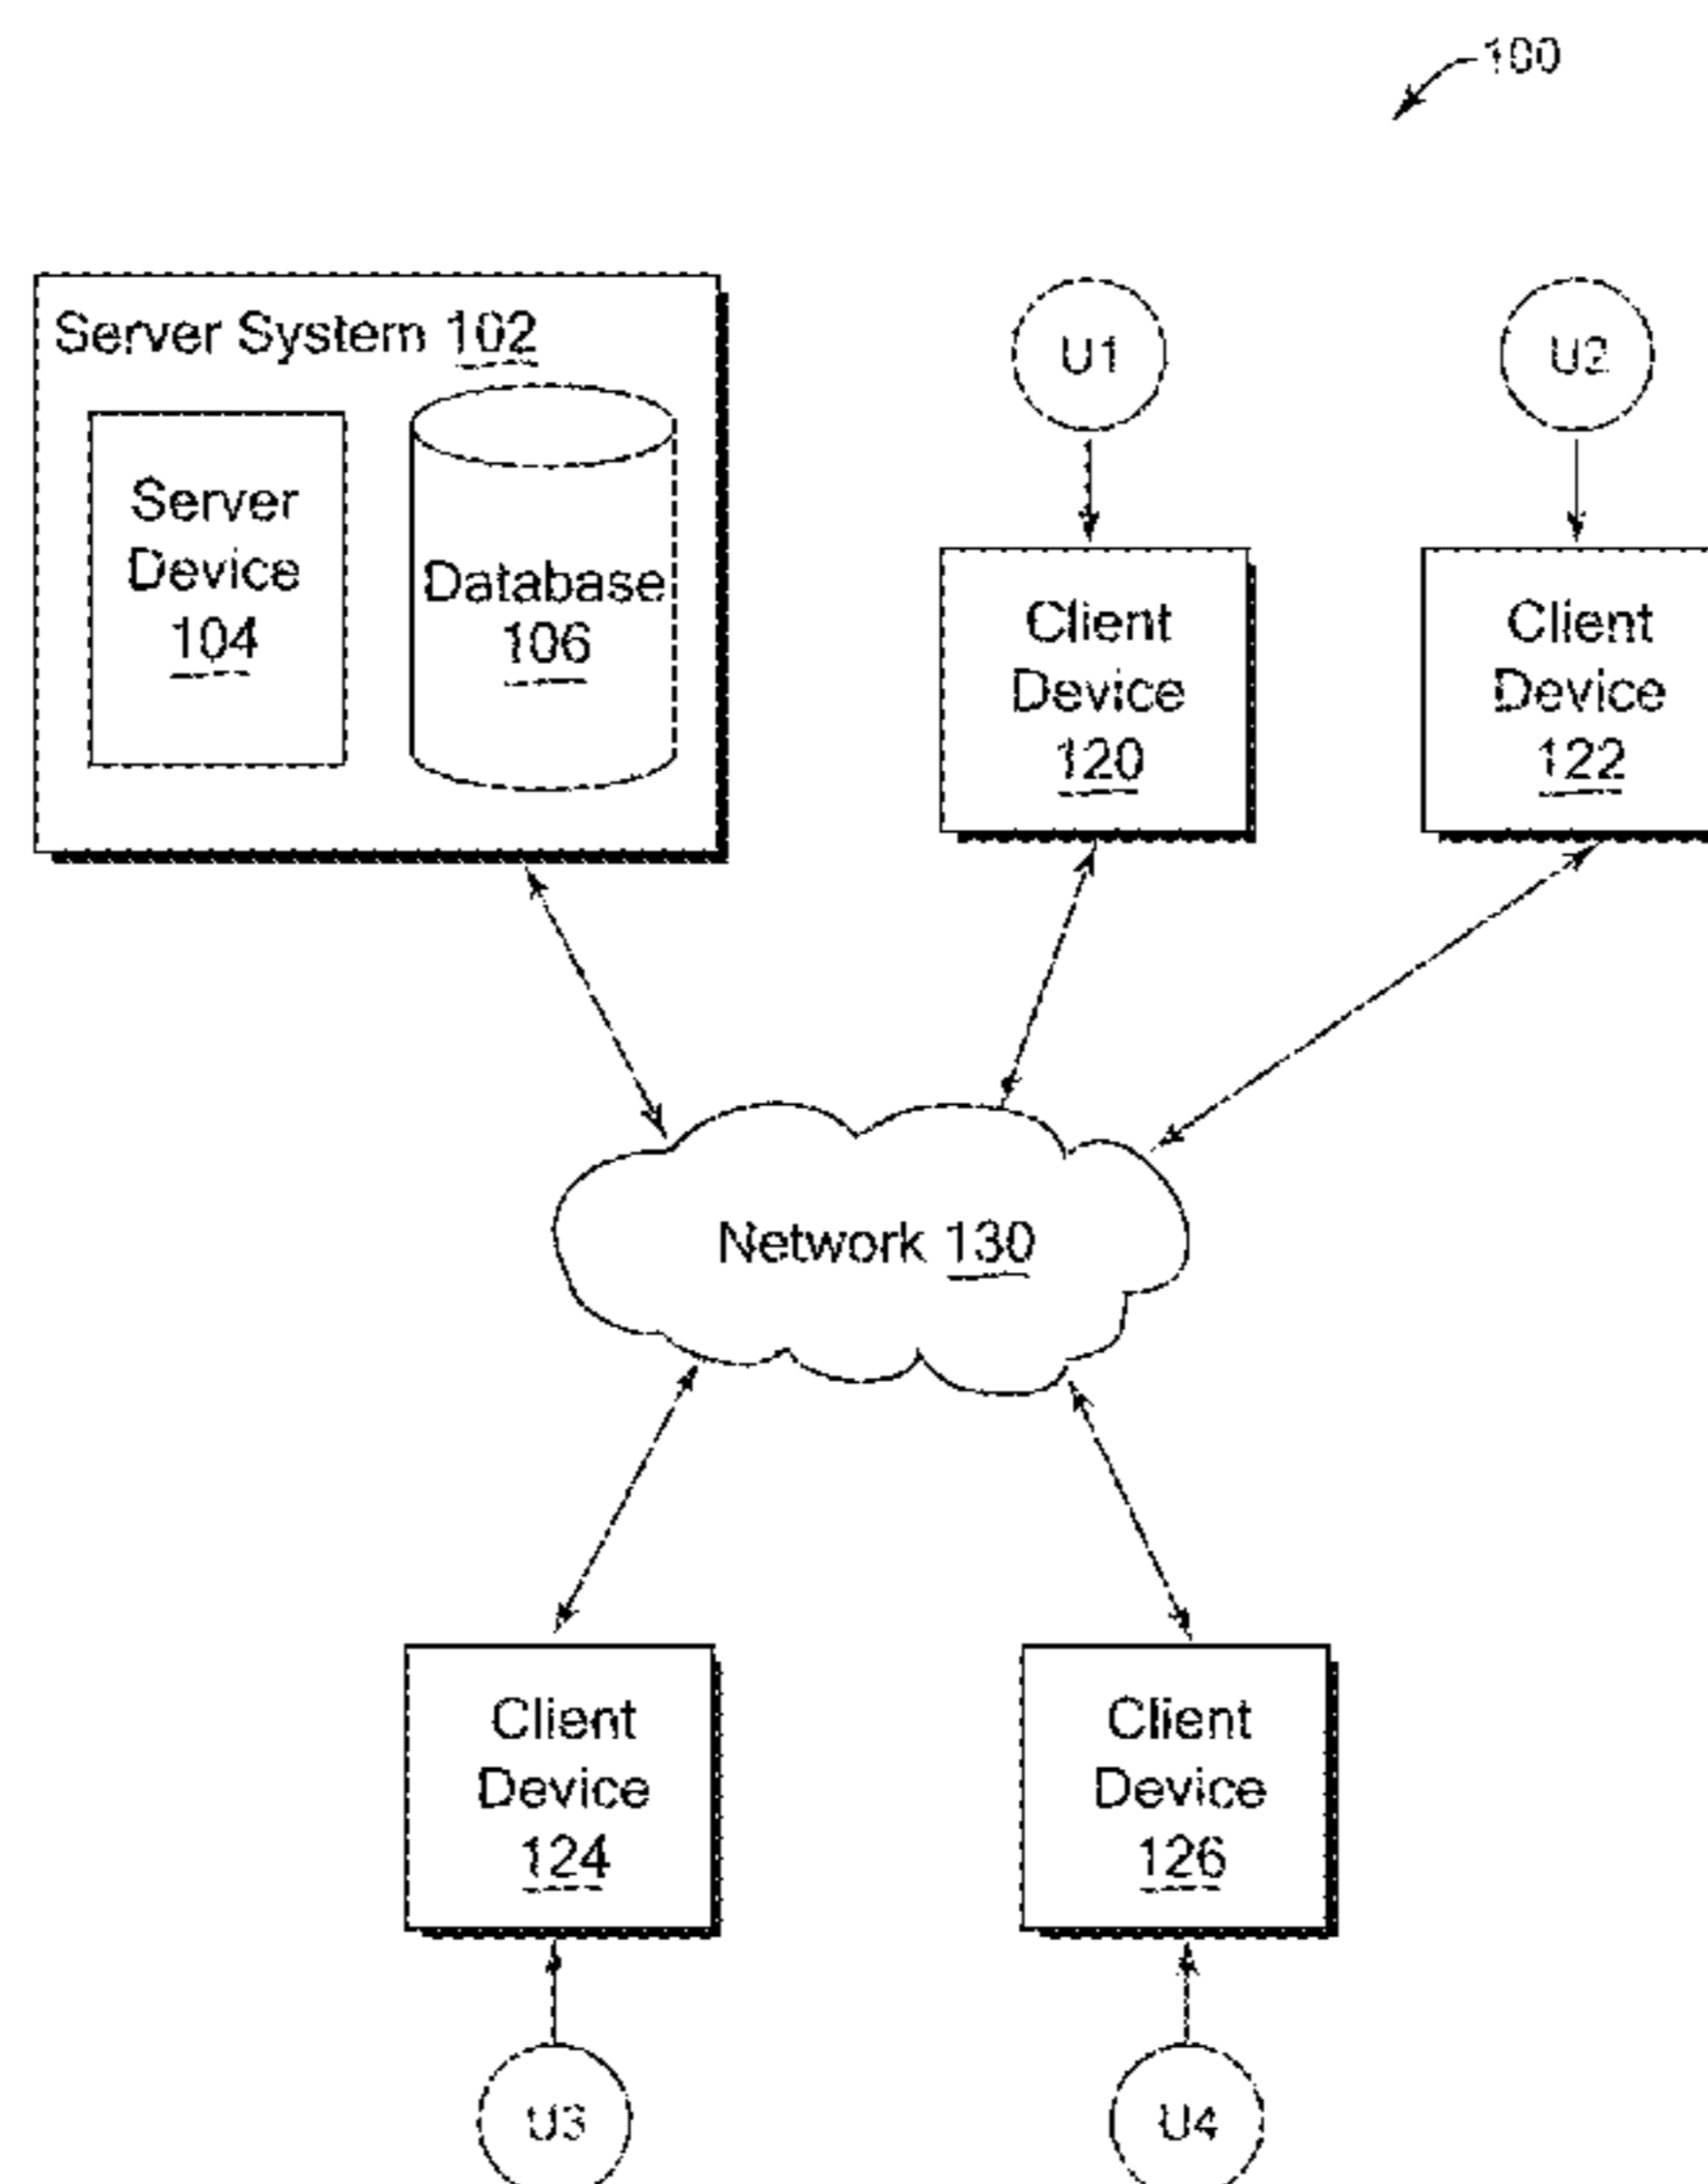 100
Server System 102
Server
Device
104
Database
106
U1
U2
Client
Device
120
Client
Device
122
Network 130
Client
Device
124
Client
Device
126
U3
U4